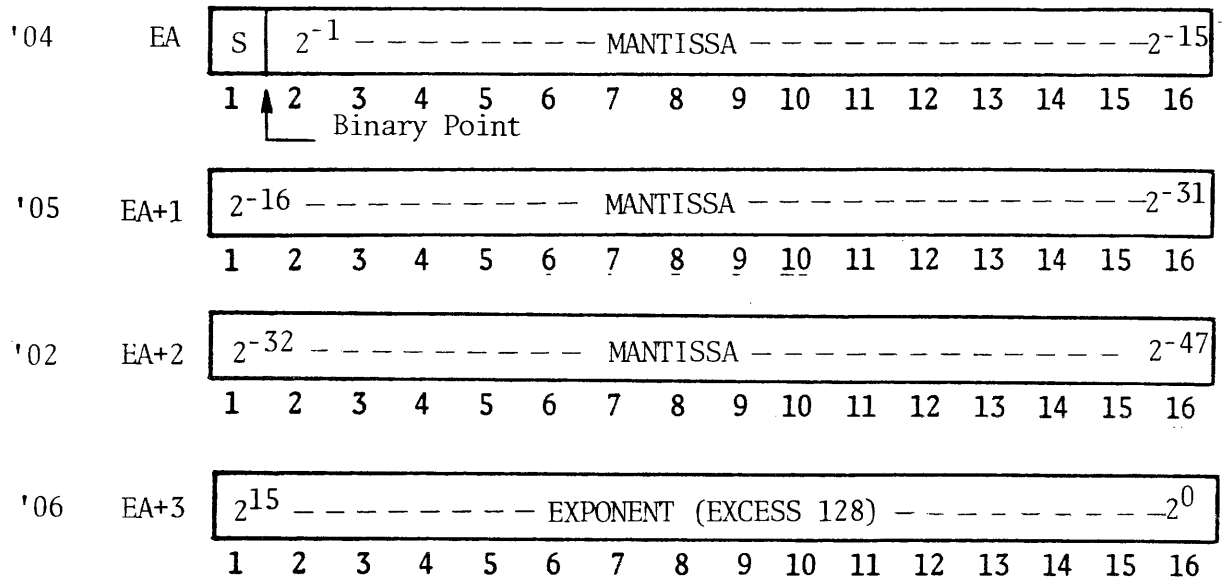 '04 EA S 2-1 – – – – – – – – MANTISSA – – – – – – – – – – – – –2-15
1 2 3 4 5 6 7 8 9 10 11 12 13 14 15 16
Binary Point
'05 EA+1 2-16 – – – – – – – – – MANTISSA – – – – – – – – – – – – –2-31
1 2 3 4 5 6 7 8 9 10 11 12 13 14 15 16
'02 EA+2 2-32 – – – – – – – – – MANTISSA – – – – – – – – – – – – 2-47
1 2 3 4 5 6 7 8 9 10 11 12 13 14 15 16
'06 EA+3 215 – – – – – – – – EXPONENT (EXCESS 128) – – – – – – – – –20
1 2 3 4 5 6 7 8 9 10 11 12 13 14 15 16